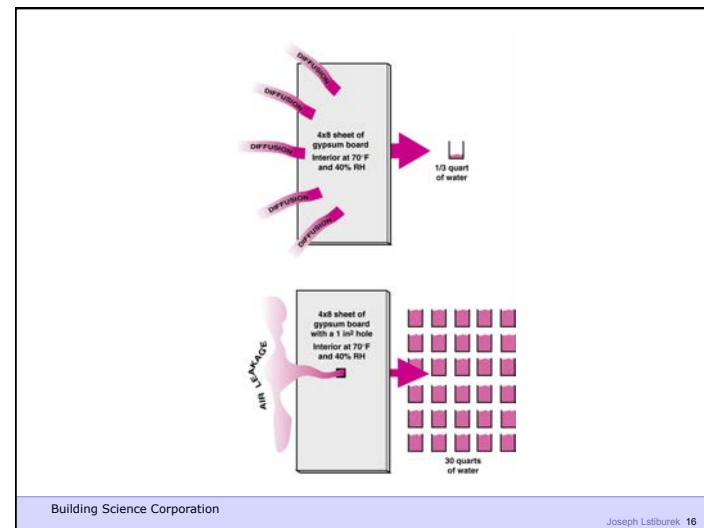 DIFFUSION
DIFFUSION
DIFFUSION
DIFFUSION
DIFFUSION
4x8 sheet of
gypsum board
Interior at 70°F
and 40% RH
1/3 quart
of water
AIR LEAKAGE
4x8 sheet of
gypsum board
with a 1 in² hole
Interior at 70°F
and 40% RH
30 quarts
of water
Building Science Corporation
Joseph Lstiburek 16